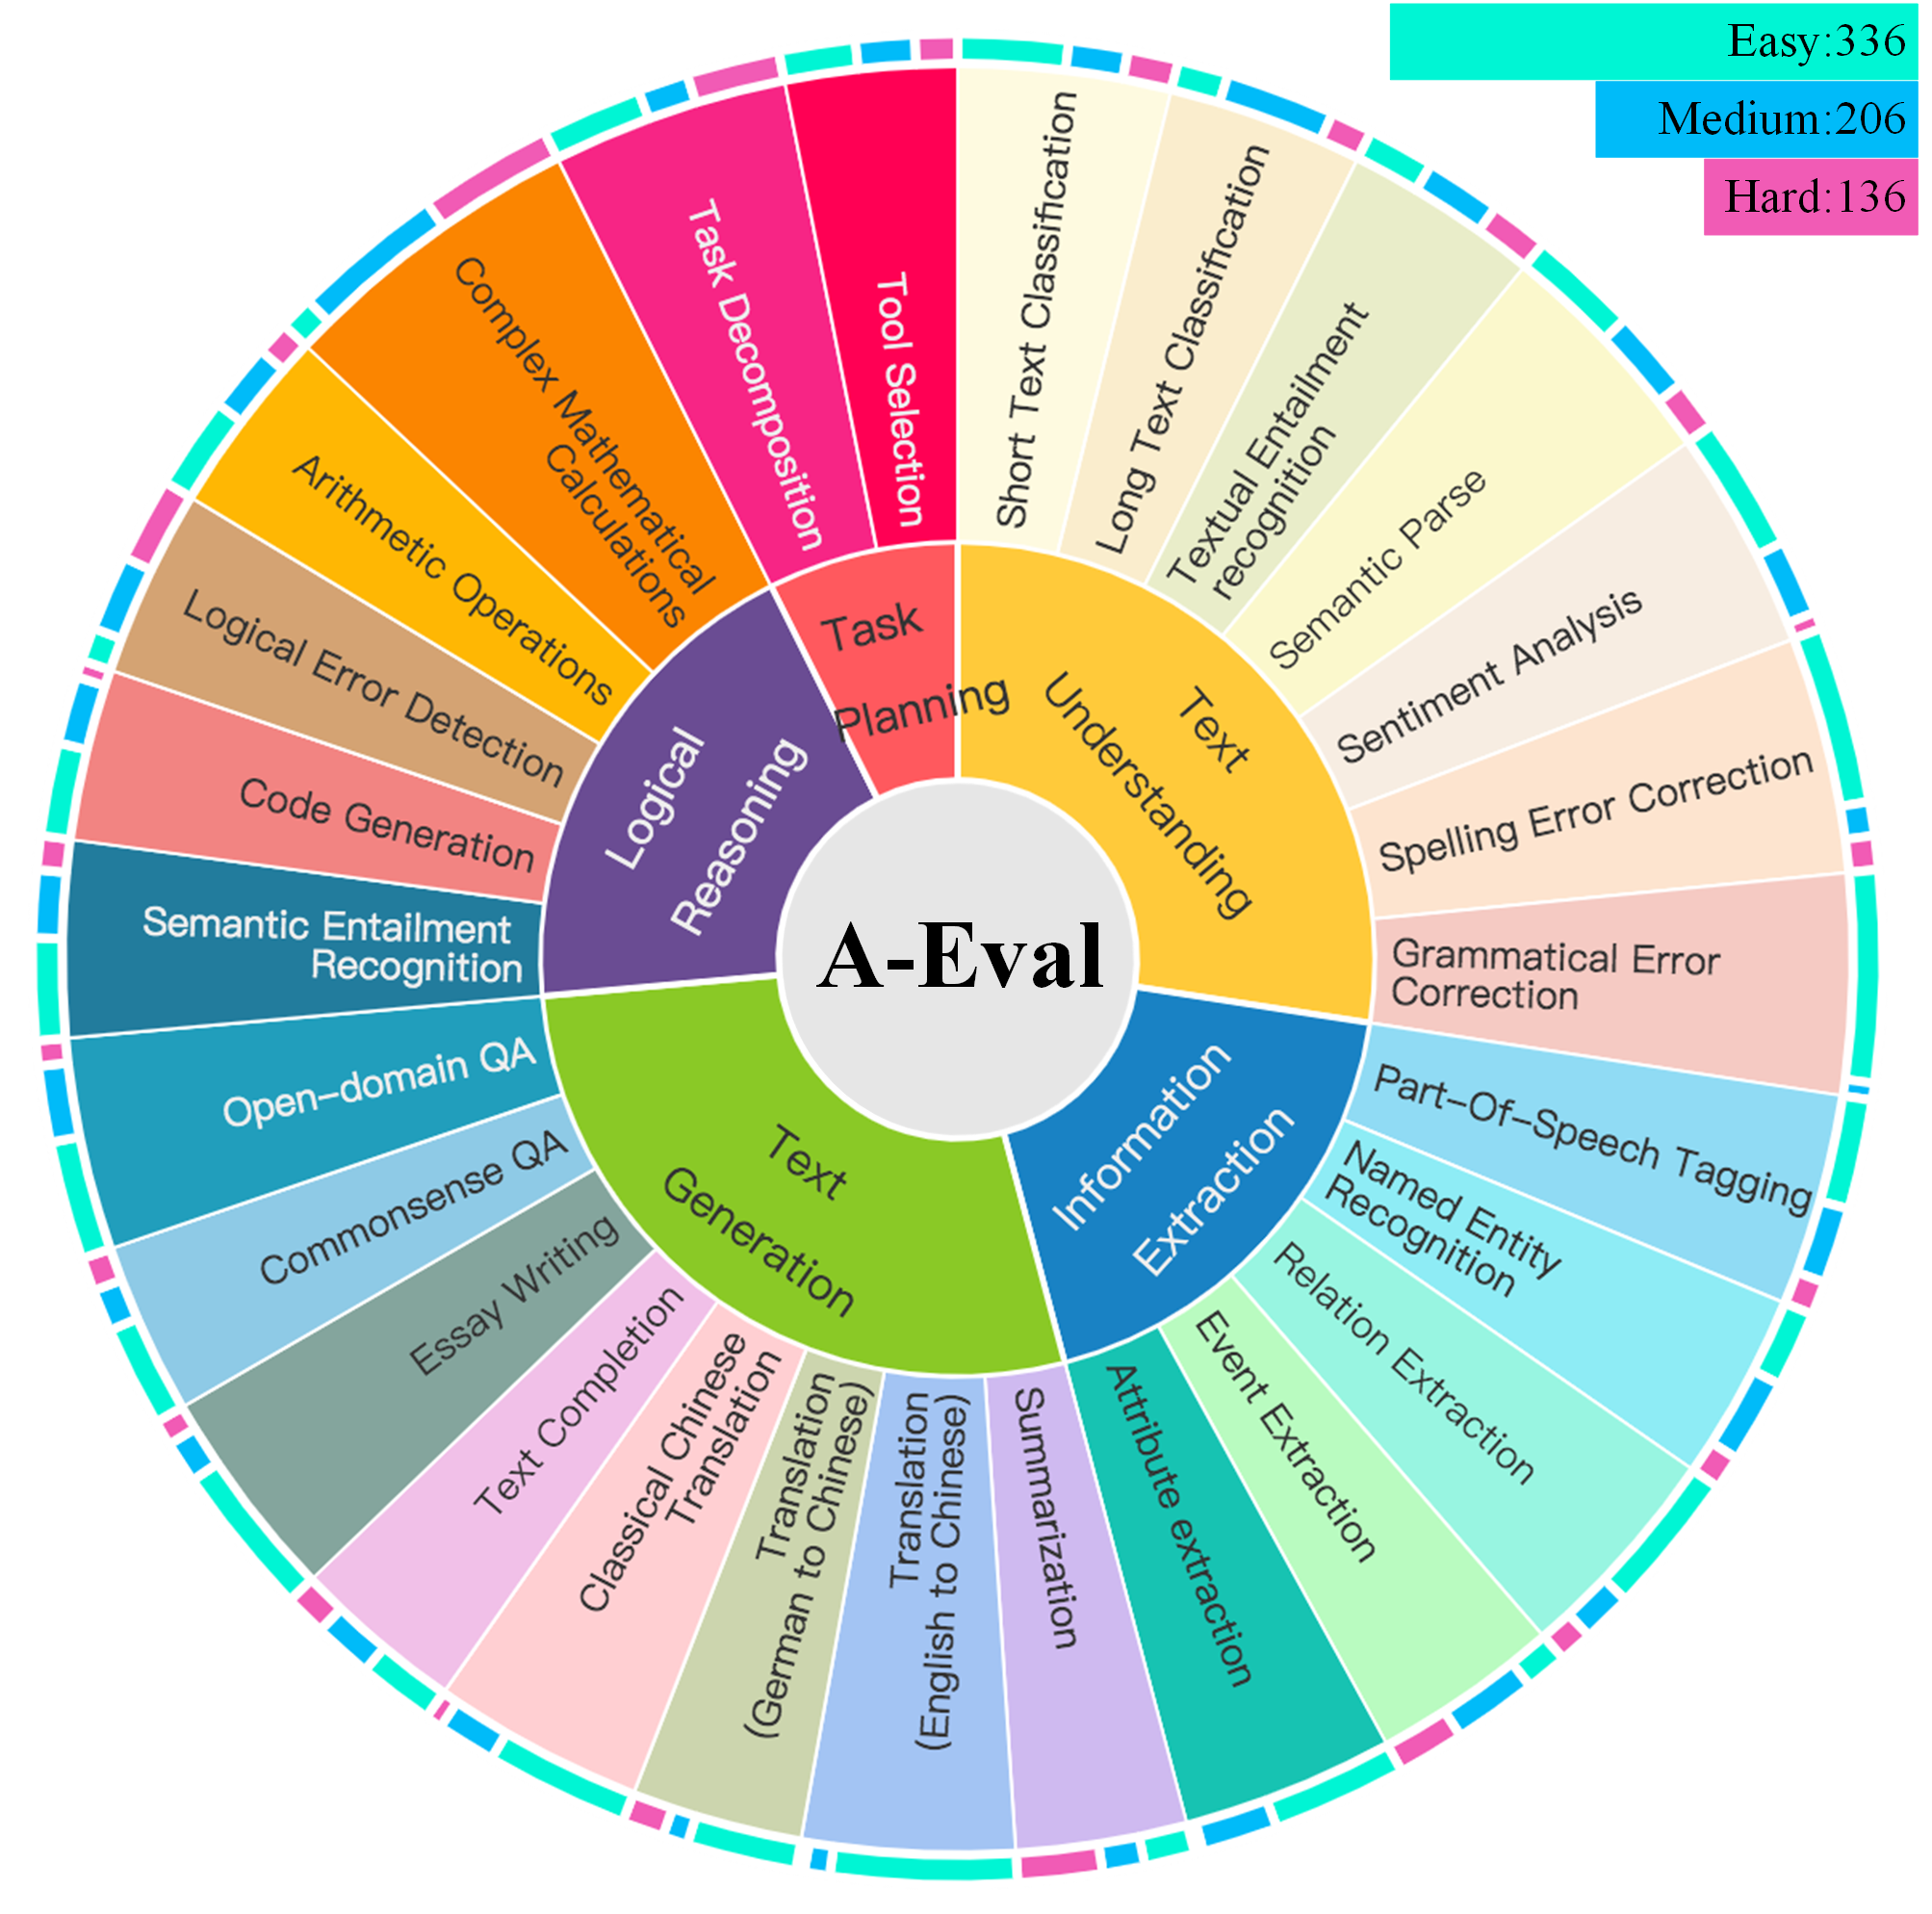 Easy:336
Medium:206
Hard:136
A-Eval
Text
Understanding
Short Text Classification
Long Text Classification
Textual Entailment
recognition
Semantic Parse
Sentiment Analysis
Spelling Error Correction
Grammatical Error
Correction
Information
Extraction
Part-Of-Speech Tagging
Named Entity
Recognition
Relation Extraction
Event Extraction
Attribute extraction
Text
Generation
Summarization
Translation
(English to Chinese)
Translation
(German to Chinese)
Classical Chinese
Translation
Text Completion
Essay Writing
Commonsense QA
Open-domain QA
Logical
Reasoning
Semantic Entailment
Recognition
Code Generation
Logical Error Detection
Arithmetic Operations
Complex Mathematical
Calculations
Task
Planning
Task Decomposition
Tool Selection